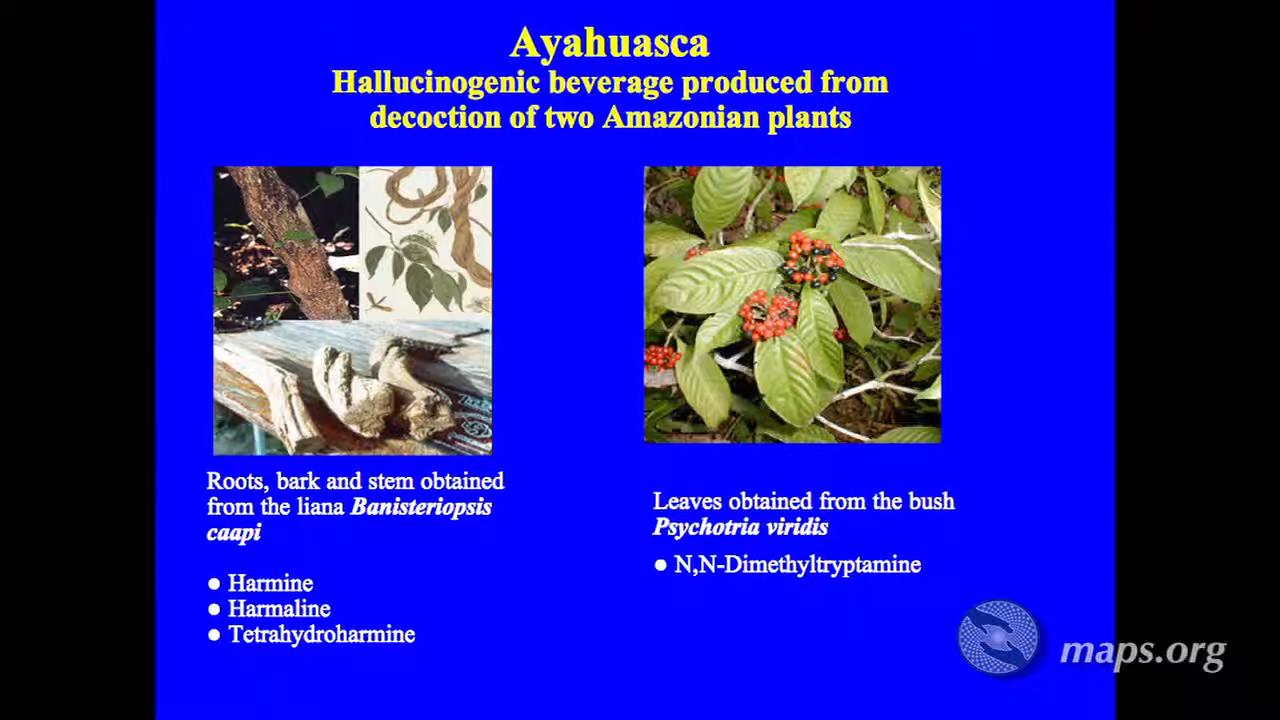 Ayahuasca
Hallucinogenic beverage produced from
decoction of two Amazonian plants
Roots, bark and stem obtained
from the liana Banisteriopsis
caapi
● Harmine
● Harmaline
● Tetrahydroharmine
Leaves obtained from the bush
Psychotria viridis
● N,N-Dimethyltryptamine
maps.org